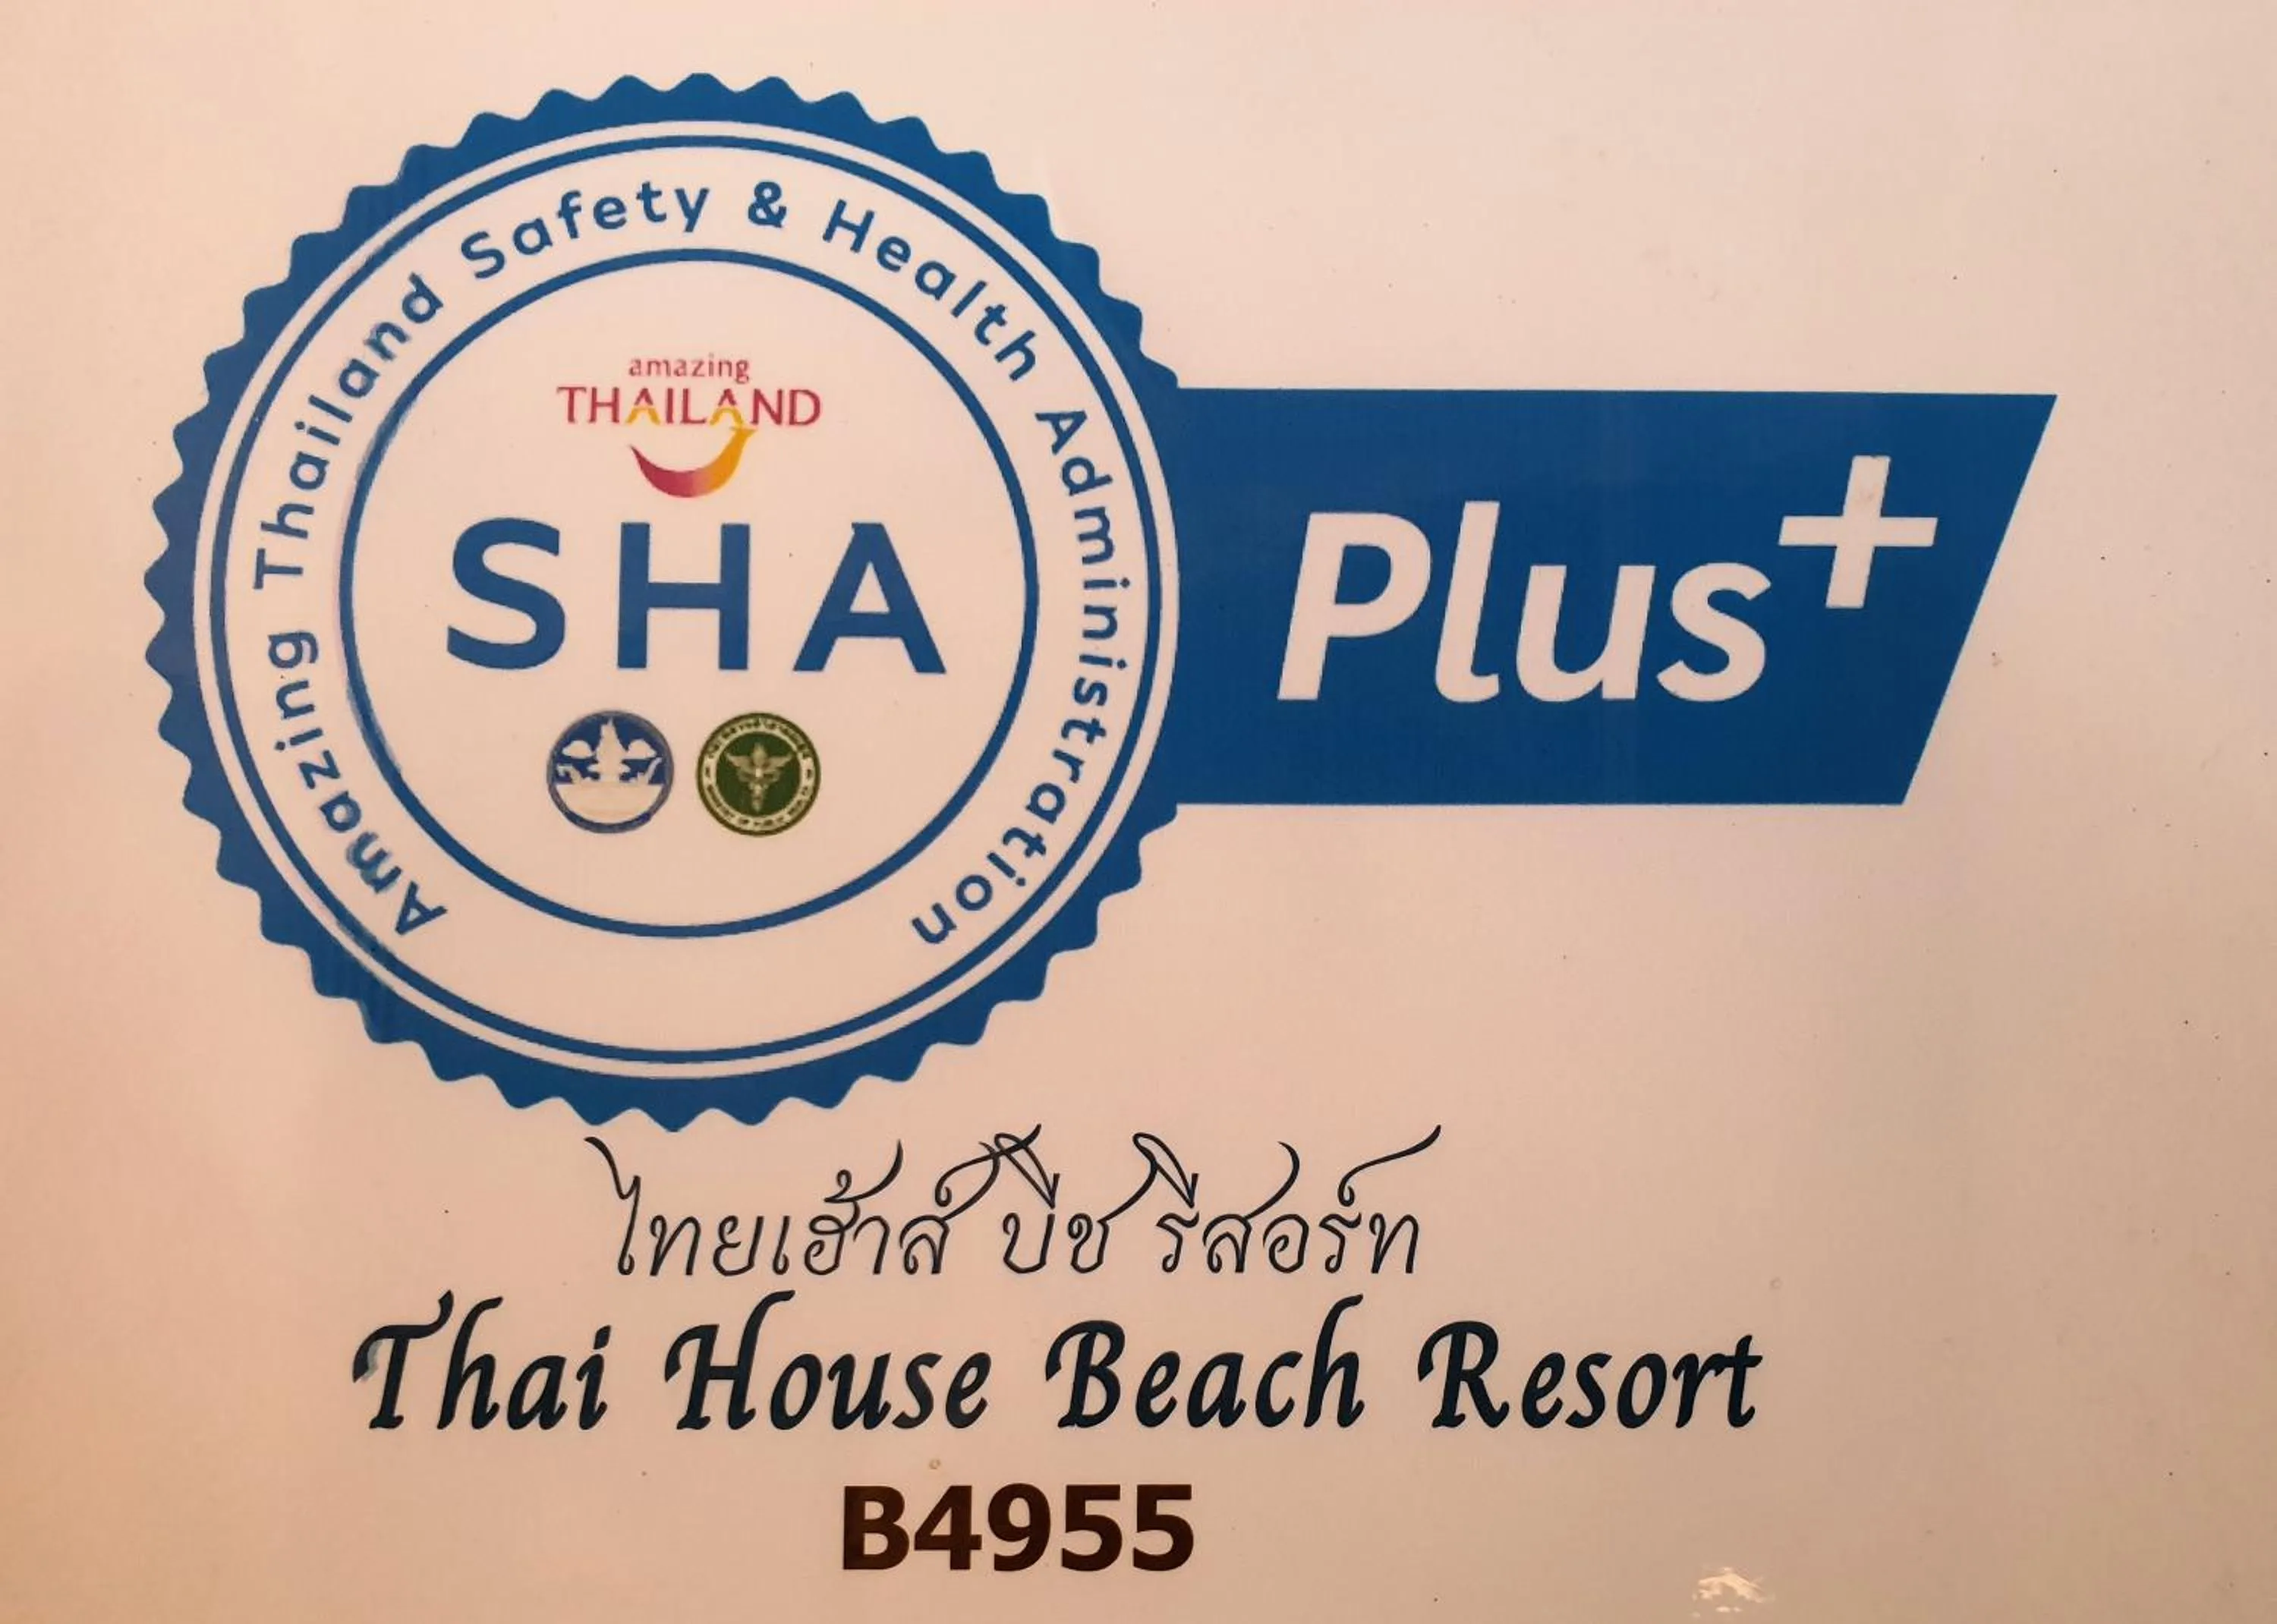 Amazing Thailand Safety & Health Administration
amazing
THAILAND
SHA
Plus+
ไทยเฮ้าส์ บีช รีสอร์ท
Thai House Beach Resort
B4955